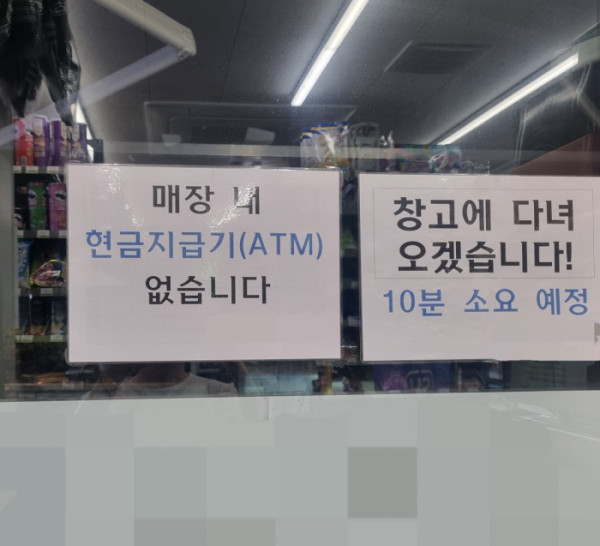 매장 내
현금지급기(ATM)
없습니다
창고에 다녀
오겠습니다!
10분 소요 예정